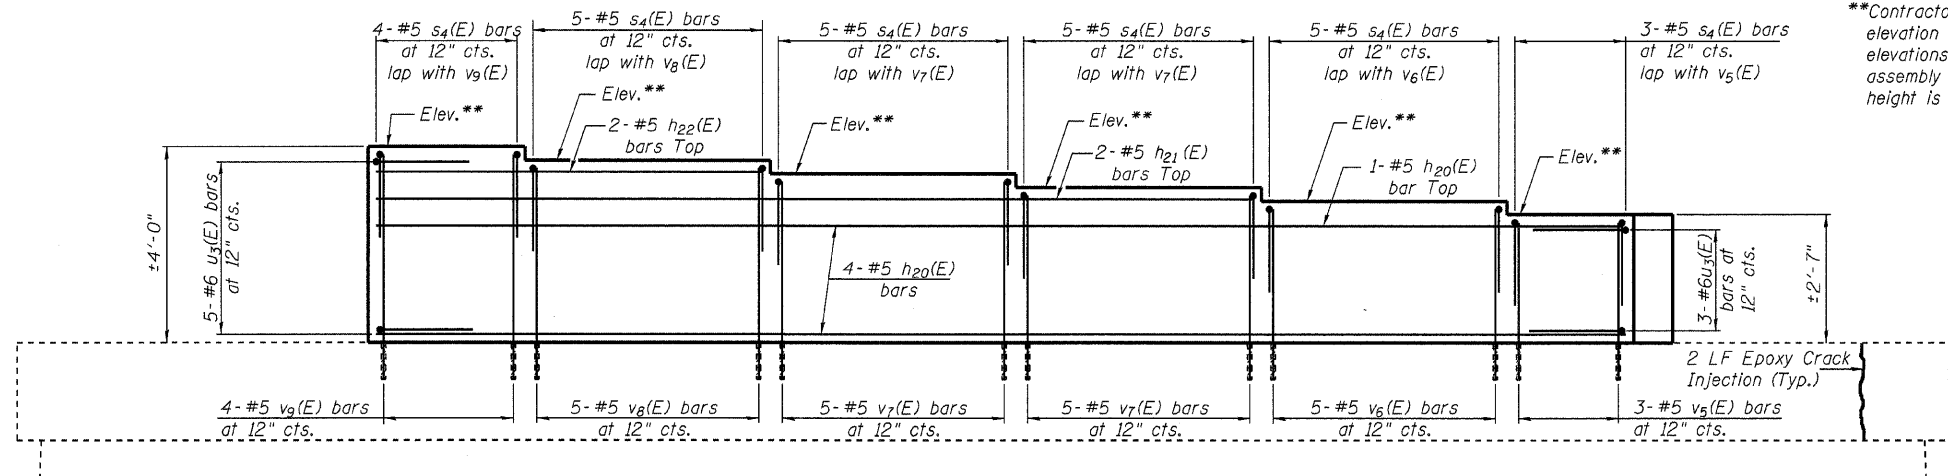 4-#5 s4(E) bars
at 12" cts.
lap with v9(E)
5-#5 s4(E) bars
at 12" cts.
lap with v8(E)
5-#5 s4(E) bars
at 12" cts.
lap with v7(E)
5-#5 s4(E) bars
at 12" cts.
lap with v7(E)
5-#5 s4(E) bars
at 12" cts.
lap with v6(E)
3-#5 s4(E) bars
at 12" cts.
lap with v5(E)
**Contracto
elevation
elevations
assembly
height is
Elev.**
Elev.**
2-#5 h22(E)
bars Top
Elev.**
Elev.**
2-#5 h21(E)
bars Top
Elev.**
1-#5 h20(E)
bar Top
Elev.**
±4'-0"
5-#6 u3(E) bars
at 12" cts.
4-#5 h20(E)
bars
3-#6u3(E)
bars at
12" cts.
±2'-7"
2 LF Epoxy Crack
Injection (Typ.)
4-#5 v9(E) bars
at 12" cts.
5-#5 v8(E) bars
at 12" cts.
5-#5 v7(E) bars
at 12" cts.
5-#5 v7(E) bars
at 12" cts.
5-#5 v6(E) bars
at 12" cts.
3-#5 v5(E) bars
at 12" cts.